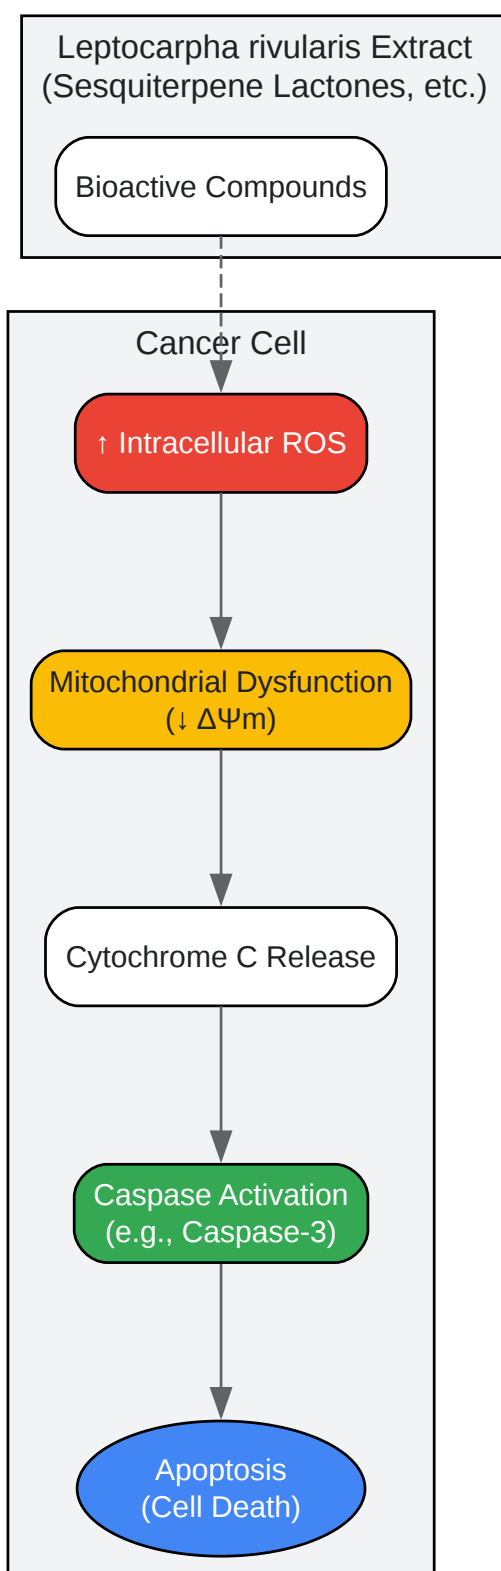 Leptocarpha rivularis Extract
(Sesquiterpene Lactones, etc.)
Bioactive Compounds
Cancer Cell
↑ Intracellular ROS
Mitochondrial Dysfunction
(↓ ΔΨm)
Cytochrome C Release
Caspase Activation
(e.g., Caspase-3)
Apoptosis
(Cell Death)